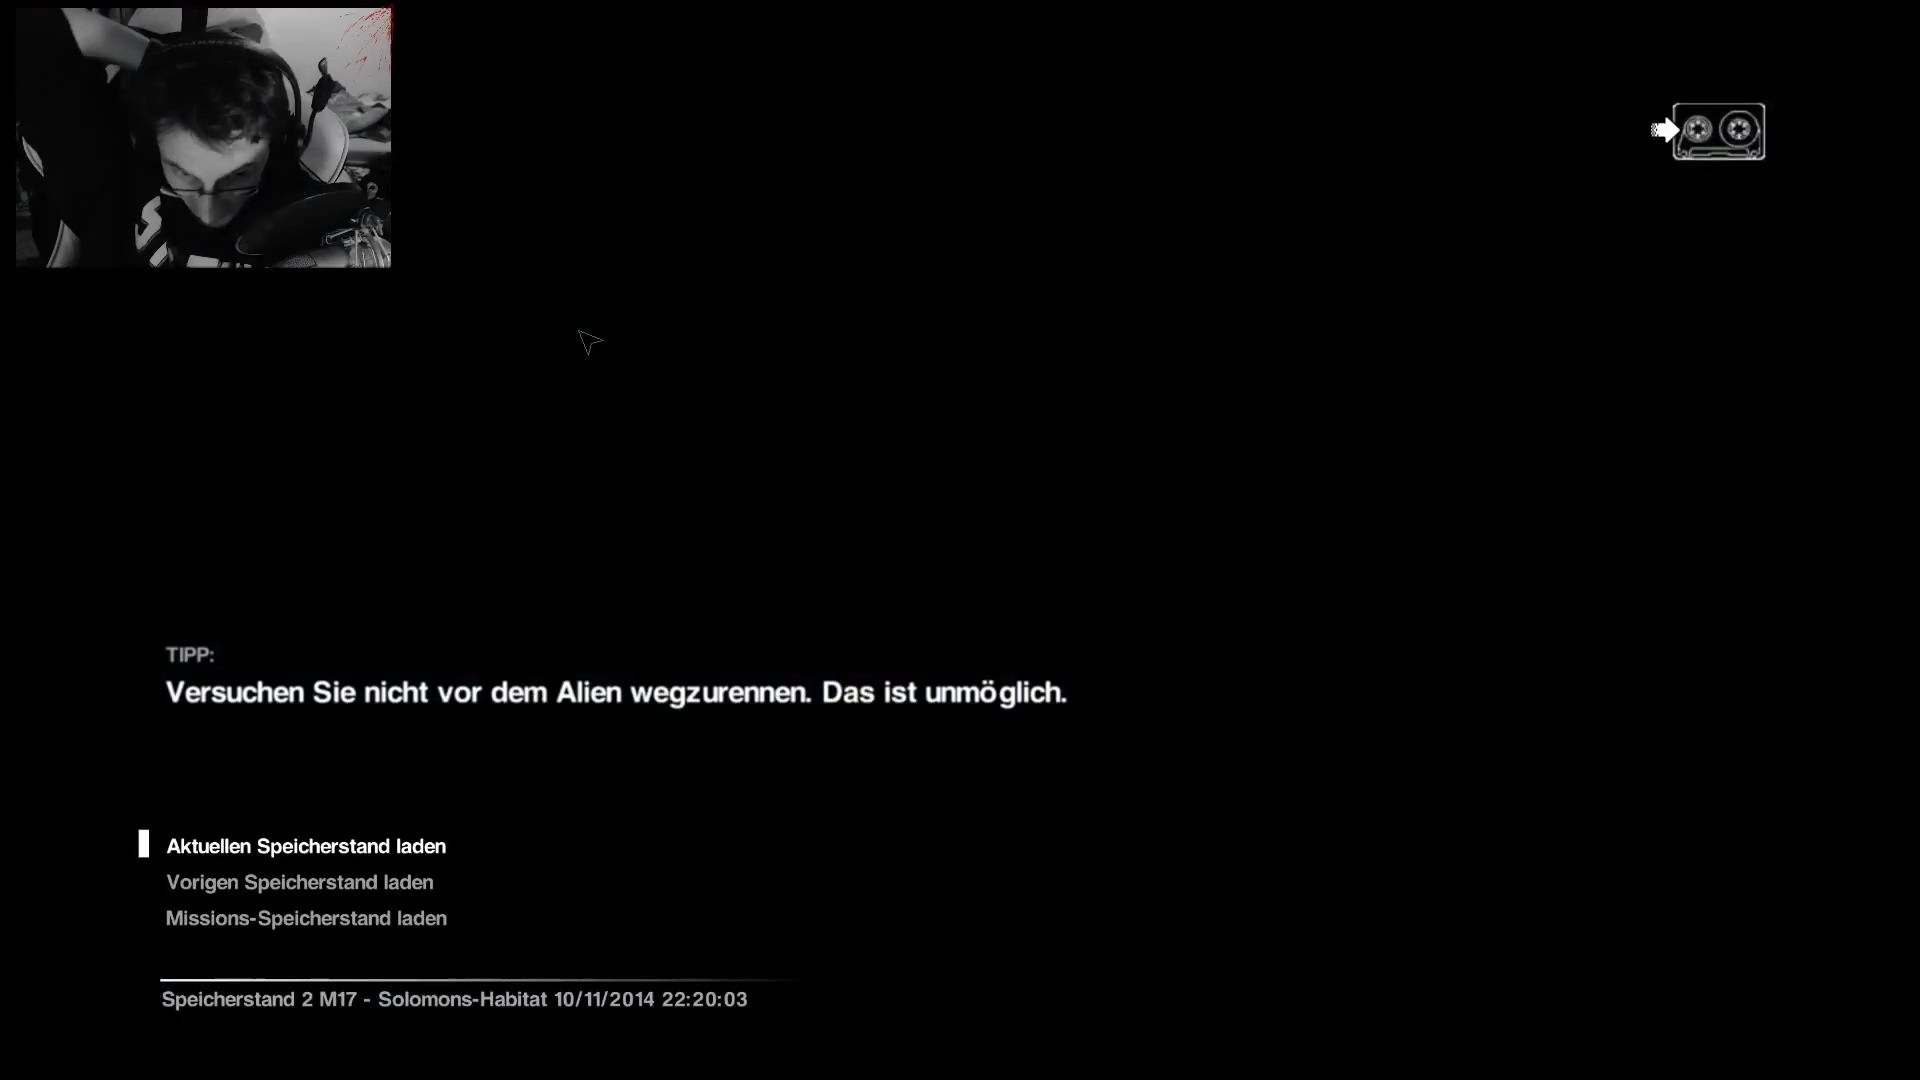 TIPP:
Versuchen Sie nicht vor dem Alien wegzurennen. Das ist unmöglich.
Aktuellen Speicherstand laden
Vorigen Speicherstand laden
Missions-Speicherstand laden
Speicherstand 2 M17 - Solomons-Habitat 10/11/2014 22:20:03